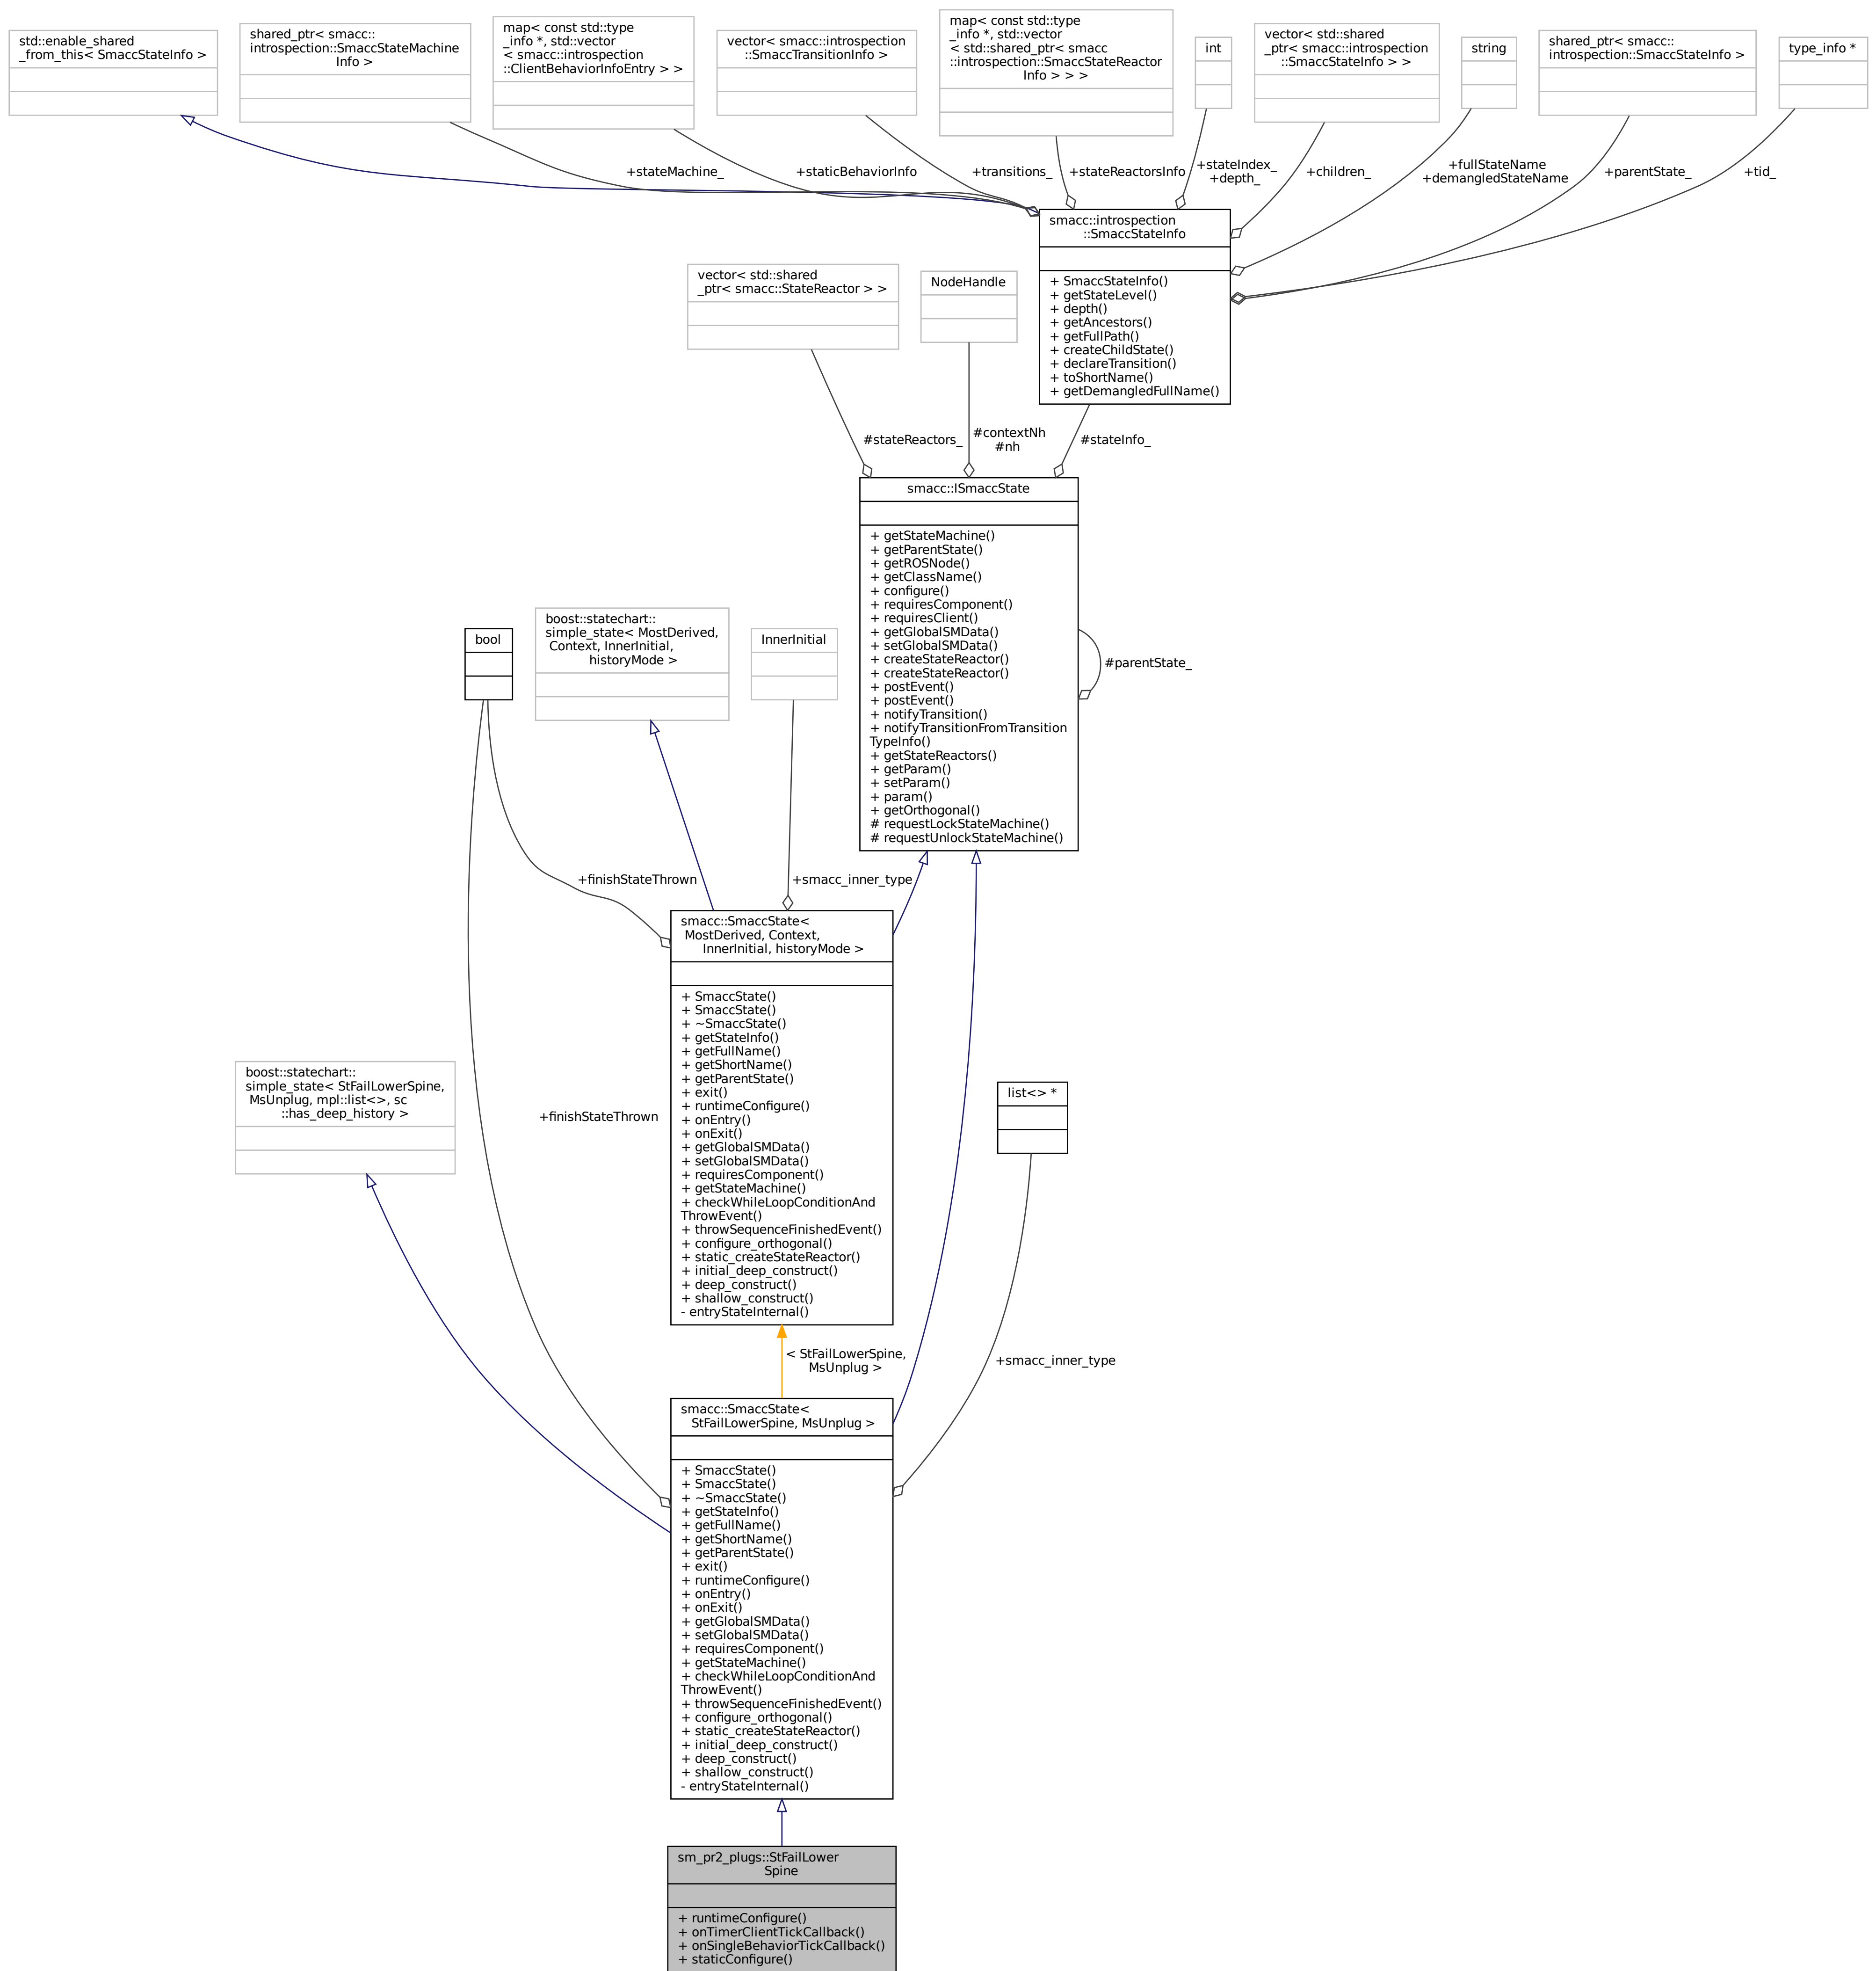 std::enable_shared
_from_this< SmaccStateInfo >
shared_ptr< smacc::
introspection::SmaccStateMachine
Info >
map< const std::type
_info *, std::vector
< smacc::introspection
::ClientBehaviorInfoEntry > >
vector< smacc::introspection
::SmaccTransitionInfo >
map< const std::type
_info *, std::vector
< std::shared_ptr< smacc
::introspection::SmaccStateReactor
Info > > >
int
vector< std::shared
_ptr< smacc::introspection
::SmaccStateInfo > >
string
shared_ptr< smacc::
introspection::SmaccStateInfo >
type_info *
+stateMachine_
+staticBehaviorInfo
+transitions_
+stateReactorsInfo
+stateIndex_
+depth_
+children_
+fullStateName
+demangledStateName
+parentState_
+tid_
smacc::introspection
::SmaccStateInfo
+ SmaccStateInfo()
+ getStateLevel()
+ depth()
+ getAncestors()
+ getFullPath()
+ createChildState()
+ declareTransition()
+ toShortName()
+ getDemangledFullName()
vector< std::shared
_ptr< smacc::StateReactor > >
NodeHandle
#stateReactors_
#contextNh
#nh
#stateInfo_
smacc::ISmaccState
+ getStateMachine()
+ getParentState()
+ getROSNode()
+ getClassName()
+ configure()
+ requiresComponent()
+ requiresClient()
+ getGlobalSMData()
+ setGlobalSMData()
+ createStateReactor()
+ createStateReactor()
+ postEvent()
+ postEvent()
+ notifyTransition()
+ notifyTransitionFromTransition
TypeInfo()
+ getStateReactors()
+ getParam()
+ setParam()
+ param()
+ getOrthogonal()
# requestLockStateMachine()
# requestUnlockStateMachine()
#parentState_
bool
boost::statechart::
simple_state< MostDerived,
Context, InnerInitial,
historyMode >
InnerInitial
+finishStateThrown
+smacc_inner_type
smacc::SmaccState<
MostDerived, Context,
InnerInitial, historyMode >
+ SmaccState()
+ SmaccState()
+ ~SmaccState()
+ getStateInfo()
+ getFullName()
+ getShortName()
+ getParentState()
+ exit()
+ runtimeConfigure()
+ onEntry()
+ onExit()
+ getGlobalSMData()
+ setGlobalSMData()
+ requiresComponent()
+ getStateMachine()
+ checkWhileLoopConditionAnd
ThrowEvent()
+ throwSequenceFinishedEvent()
+ configure_orthogonal()
+ static_createStateReactor()
+ initial_deep_construct()
+ deep_construct()
+ shallow_construct()
- entryStateInternal()
boost::statechart::
simple_state< StFailLowerSpine,
MsUnplug, mpl::list<>, sc
::has_deep_history >
+finishStateThrown
list<> *
< StFailLowerSpine,
MsUnplug >
+smacc_inner_type
smacc::SmaccState<
StFailLowerSpine, MsUnplug >
+ SmaccState()
+ SmaccState()
+ ~SmaccState()
+ getStateInfo()
+ getFullName()
+ getShortName()
+ getParentState()
+ exit()
+ runtimeConfigure()
+ onEntry()
+ onExit()
+ getGlobalSMData()
+ setGlobalSMData()
+ requiresComponent()
+ getStateMachine()
+ checkWhileLoopConditionAnd
ThrowEvent()
+ throwSequenceFinishedEvent()
+ configure_orthogonal()
+ static_createStateReactor()
+ initial_deep_construct()
+ deep_construct()
+ shallow_construct()
- entryStateInternal()
sm_pr2_plugs::StFailLower
Spine
+ runtimeConfigure()
+ onTimerClientTickCallback()
+ onSingleBehaviorTickCallback()
+ staticConfigure()